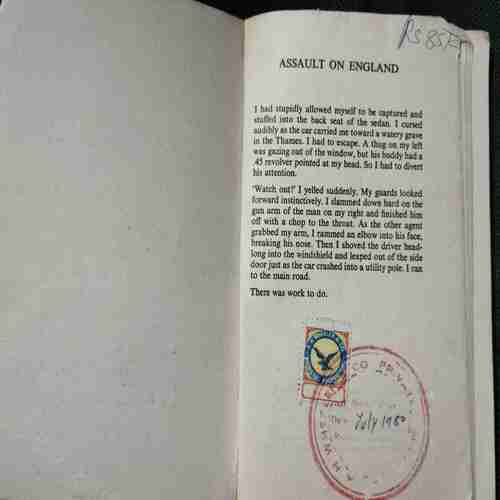 Rs 85
ASSAULT ON ENGLAND
I had stupidly allowed myself to be captured and
stuffed into the back seat of the sedan. I cursed
audibly as the car carried me toward a watery grave
in the Thames. I had to escape. A thug on my left
was gazing out of the window, but his buddy had a
.45 revolver pointed at my head. So I had to divert
his attention.
'Watch out!' I yelled suddenly. My guards looked
forward instinctively. I slammed down hard on the
gun arm of the man on my right and finished him
off with a chop to the throat. As the other agent
grabbed my arm, I rammed an elbow into his face,
breaking his nose. Then I shoved the driver head-
long into the windshield and leaped out of the side
door just as the car crashed into a utility pole. I ran
to the main road.
There was work to do.
A. H. WHEELER & CO PRIVATE
July 1980